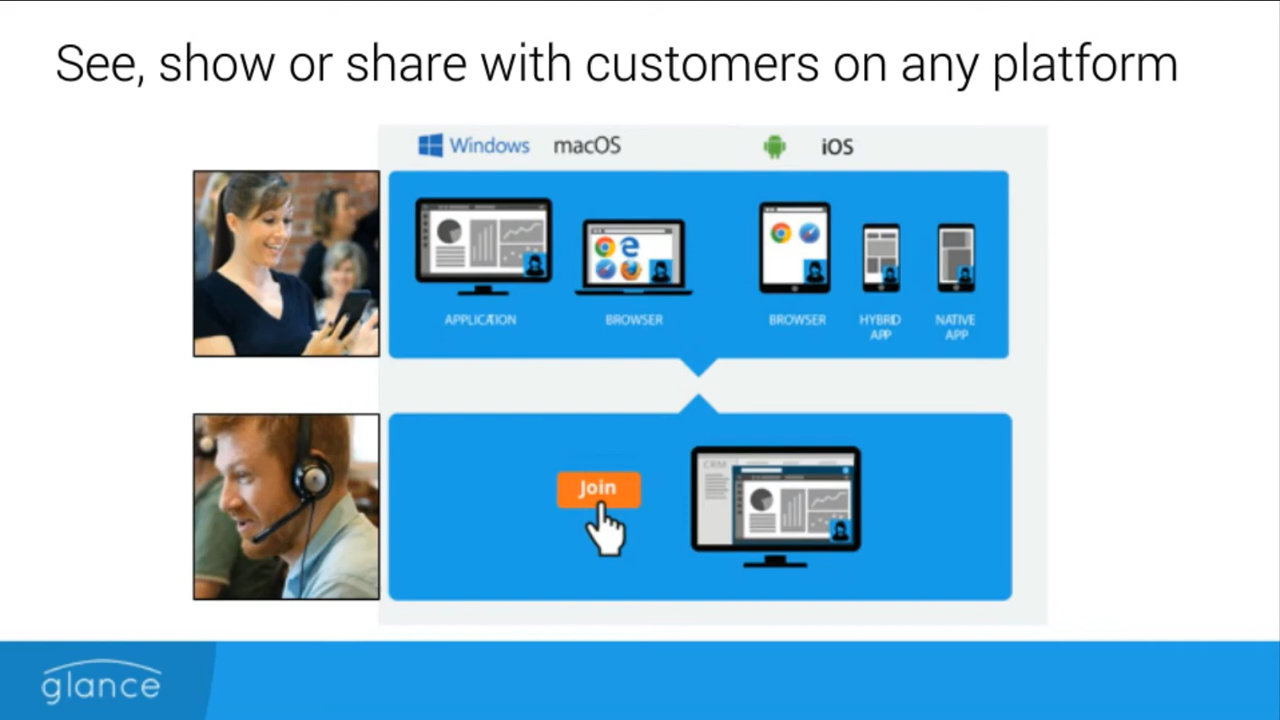 See, show or share with customers on any platform
Windows macOS iOS
APPLICATION BROWSER BROWSER HYBRID APP NATIVE APP
Join
CRM
glance